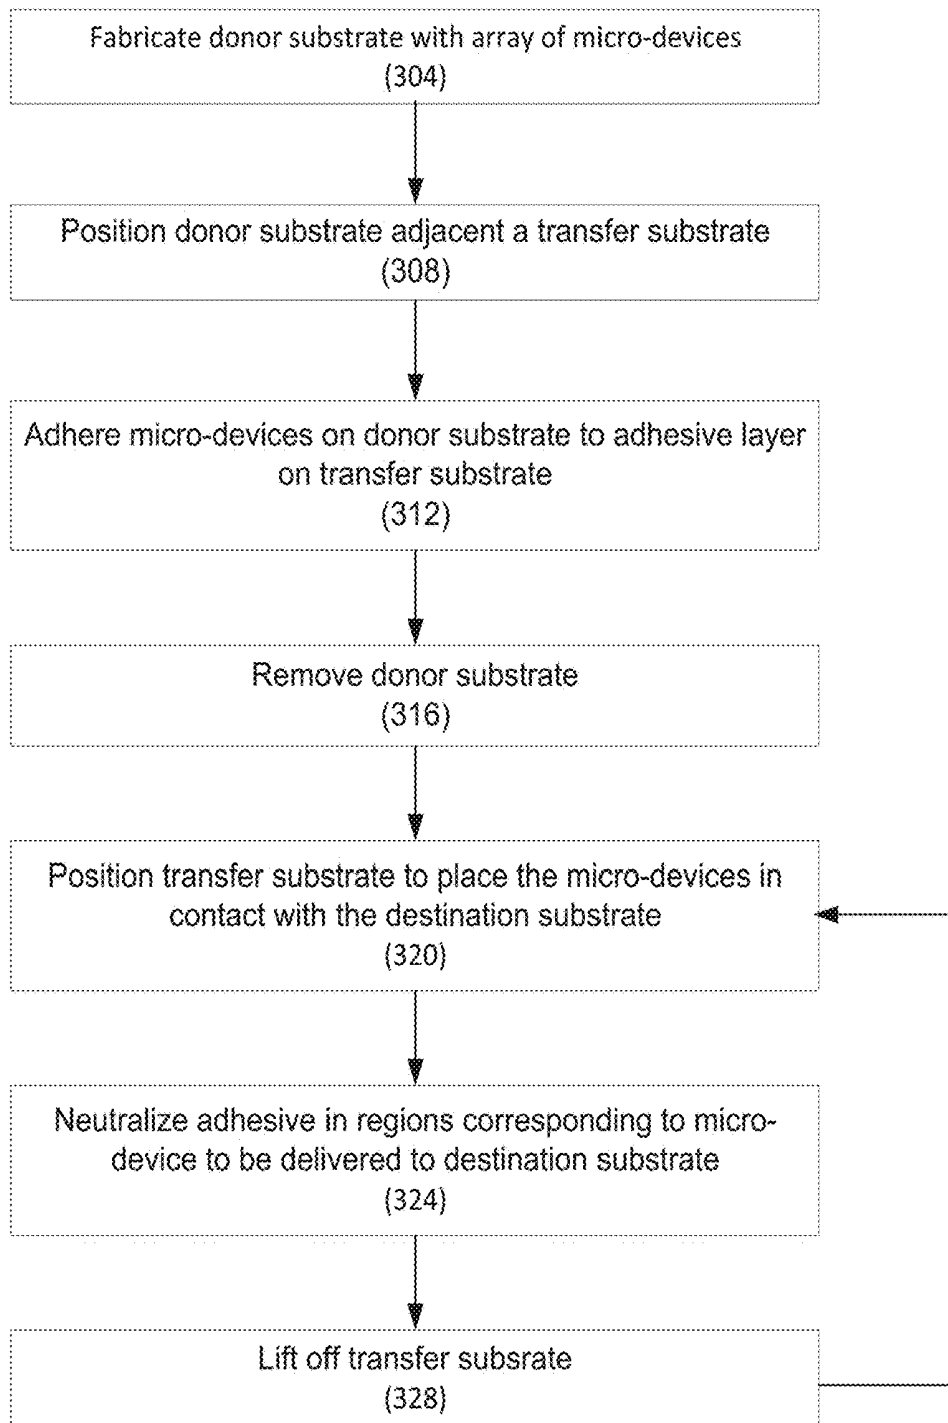 Fabricate donor substrate with array of micro-devices
(304)
Position donor substrate adjacent a transfer substrate
(308)
Adhere micro-devices on donor substrate to adhesive layer
on transfer substrate
(312)
Remove donor substrate
(316)
Position transfer substrate to place the micro-devices in
contact with the destination substrate
(320)
Neutralize adhesive in regions corresponding to micro-
device to be delivered to destination substrate
(324)
Lift off transfer subsrate
(328)